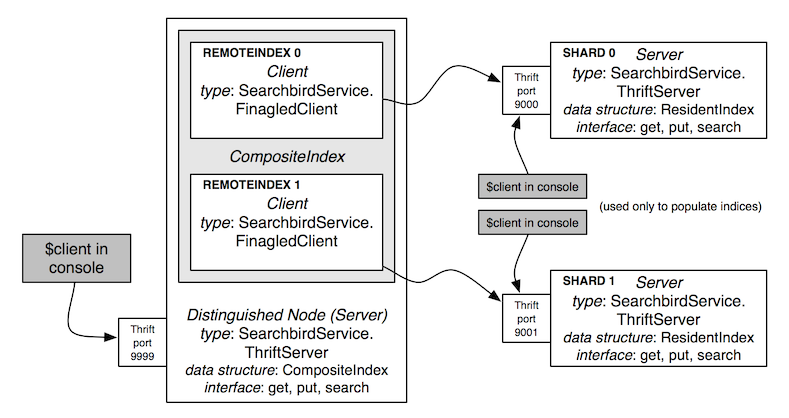 REMOTEINDEX 0
Client
type: SearchbirdService.
FinagledClient
CompositeIndex
REMOTEINDEX 1
Client
type: SearchbirdService.
FinagledClient
$client in
console
Thrift
port
9999
Distinguished Node (Server)
type: SearchbirdService.
ThriftServer
data structure: CompositeIndex
interface: get, put, search
Thrift
port
9000
SHARD 0 Server
type: SearchbirdService.
ThriftServer
data structure: ResidentIndex
interface: get, put, search
$client in console
$client in console
(used only to populate indices)
Thrift
port
9001
SHARD 1 Server
type: SearchbirdService.
ThriftServer
data structure: ResidentIndex
interface: get, put, search